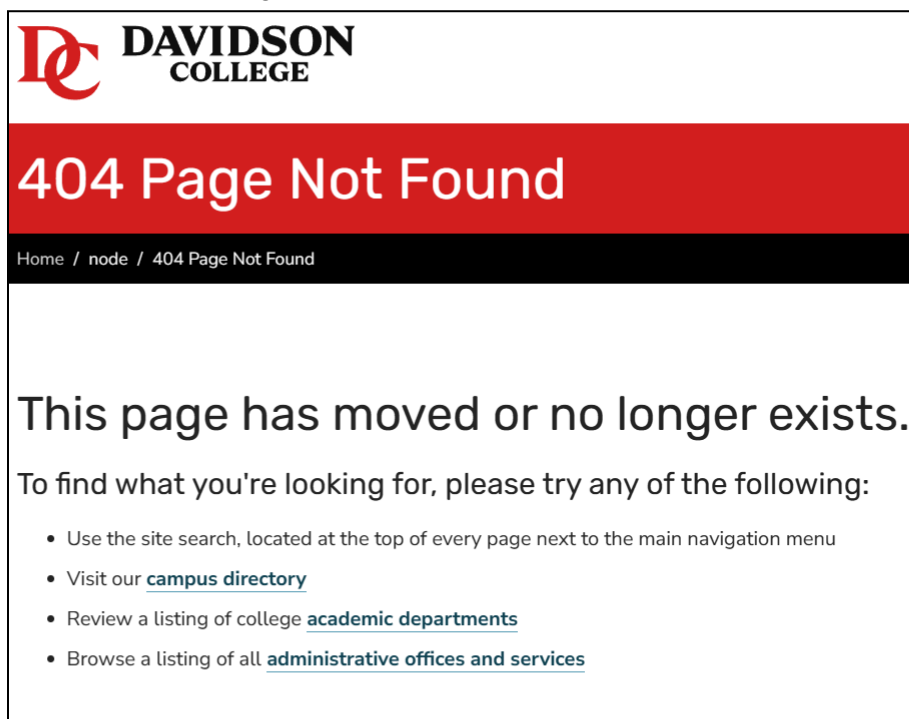 DC DAVIDSON
COLLEGE
404 Page Not Found
Home / node / 404 Page Not Found
This page has moved or no longer exists.
To find what you're looking for, please try any of the following:
• Use the site search, located at the top of every page next to the main navigation menu
• Visit our campus directory
• Review a listing of college academic departments
• Browse a listing of all administrative offices and services